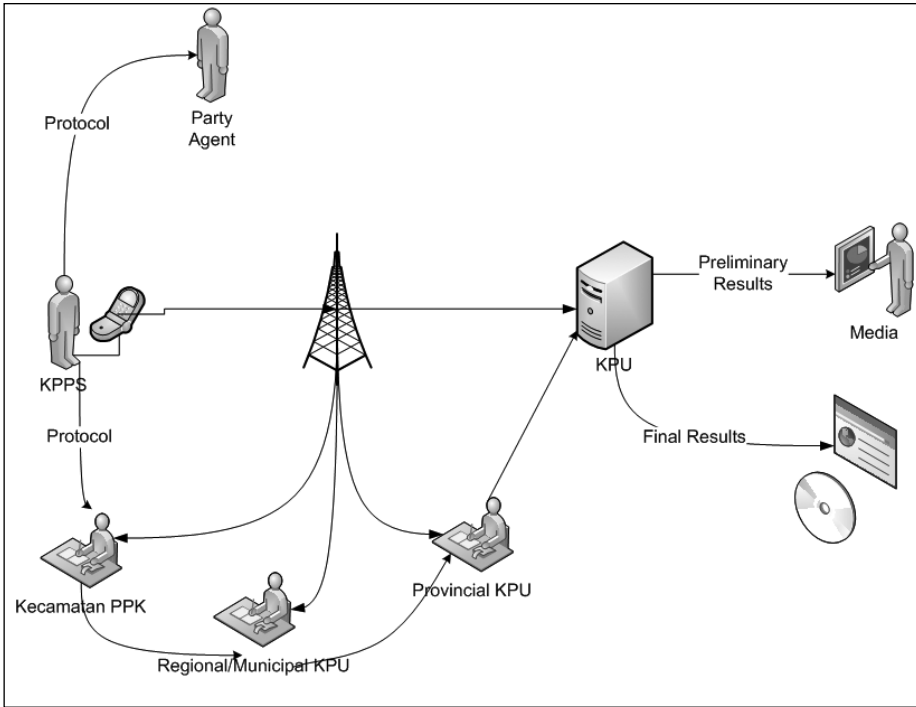 Party
Agent
Protocol
Preliminary
Results
Media
KPPS
KPU
Protocol
Final Results
Kecamatan PPK
Provincial KPU
Regional/Municipal KPU